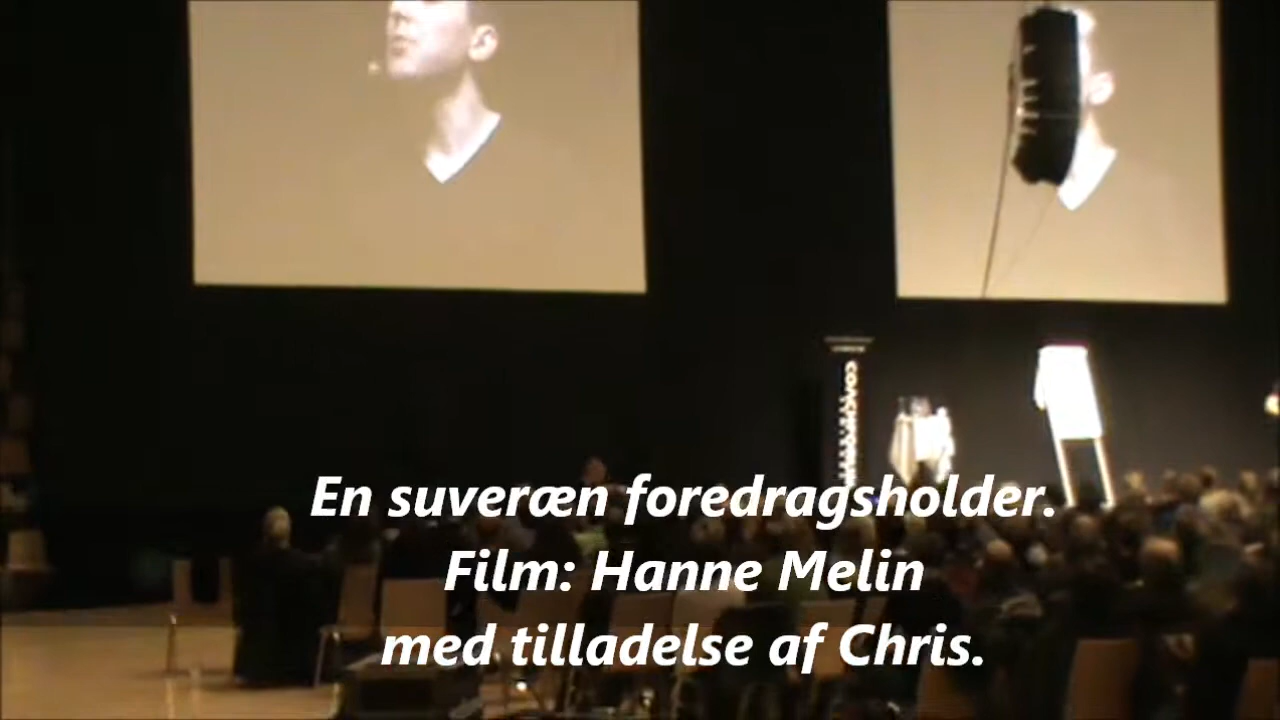 En suveræn foredragsholder.
Film: Hanne Melin
med tilladelse af Chris.